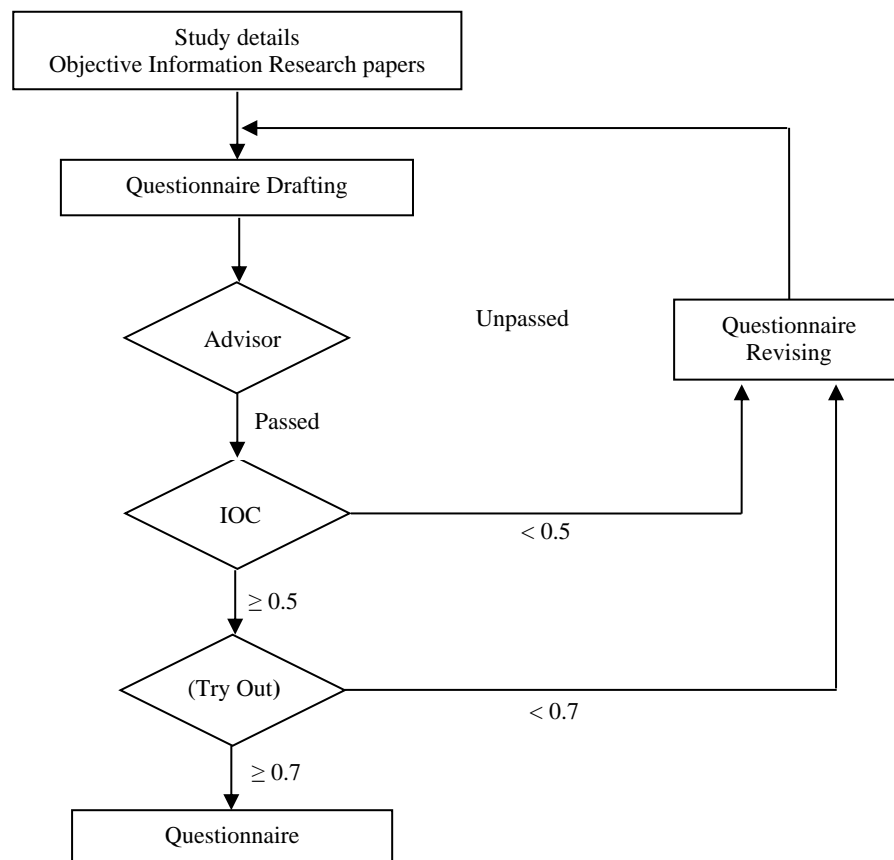 Study details
Objective Information Research papers
Questionnaire Drafting
Advisor
Unpassed
Questionnaire
Revising
Passed
IOC
< 0.5
≥ 0.5
(Try Out)
< 0.7
≥ 0.7
Questionnaire